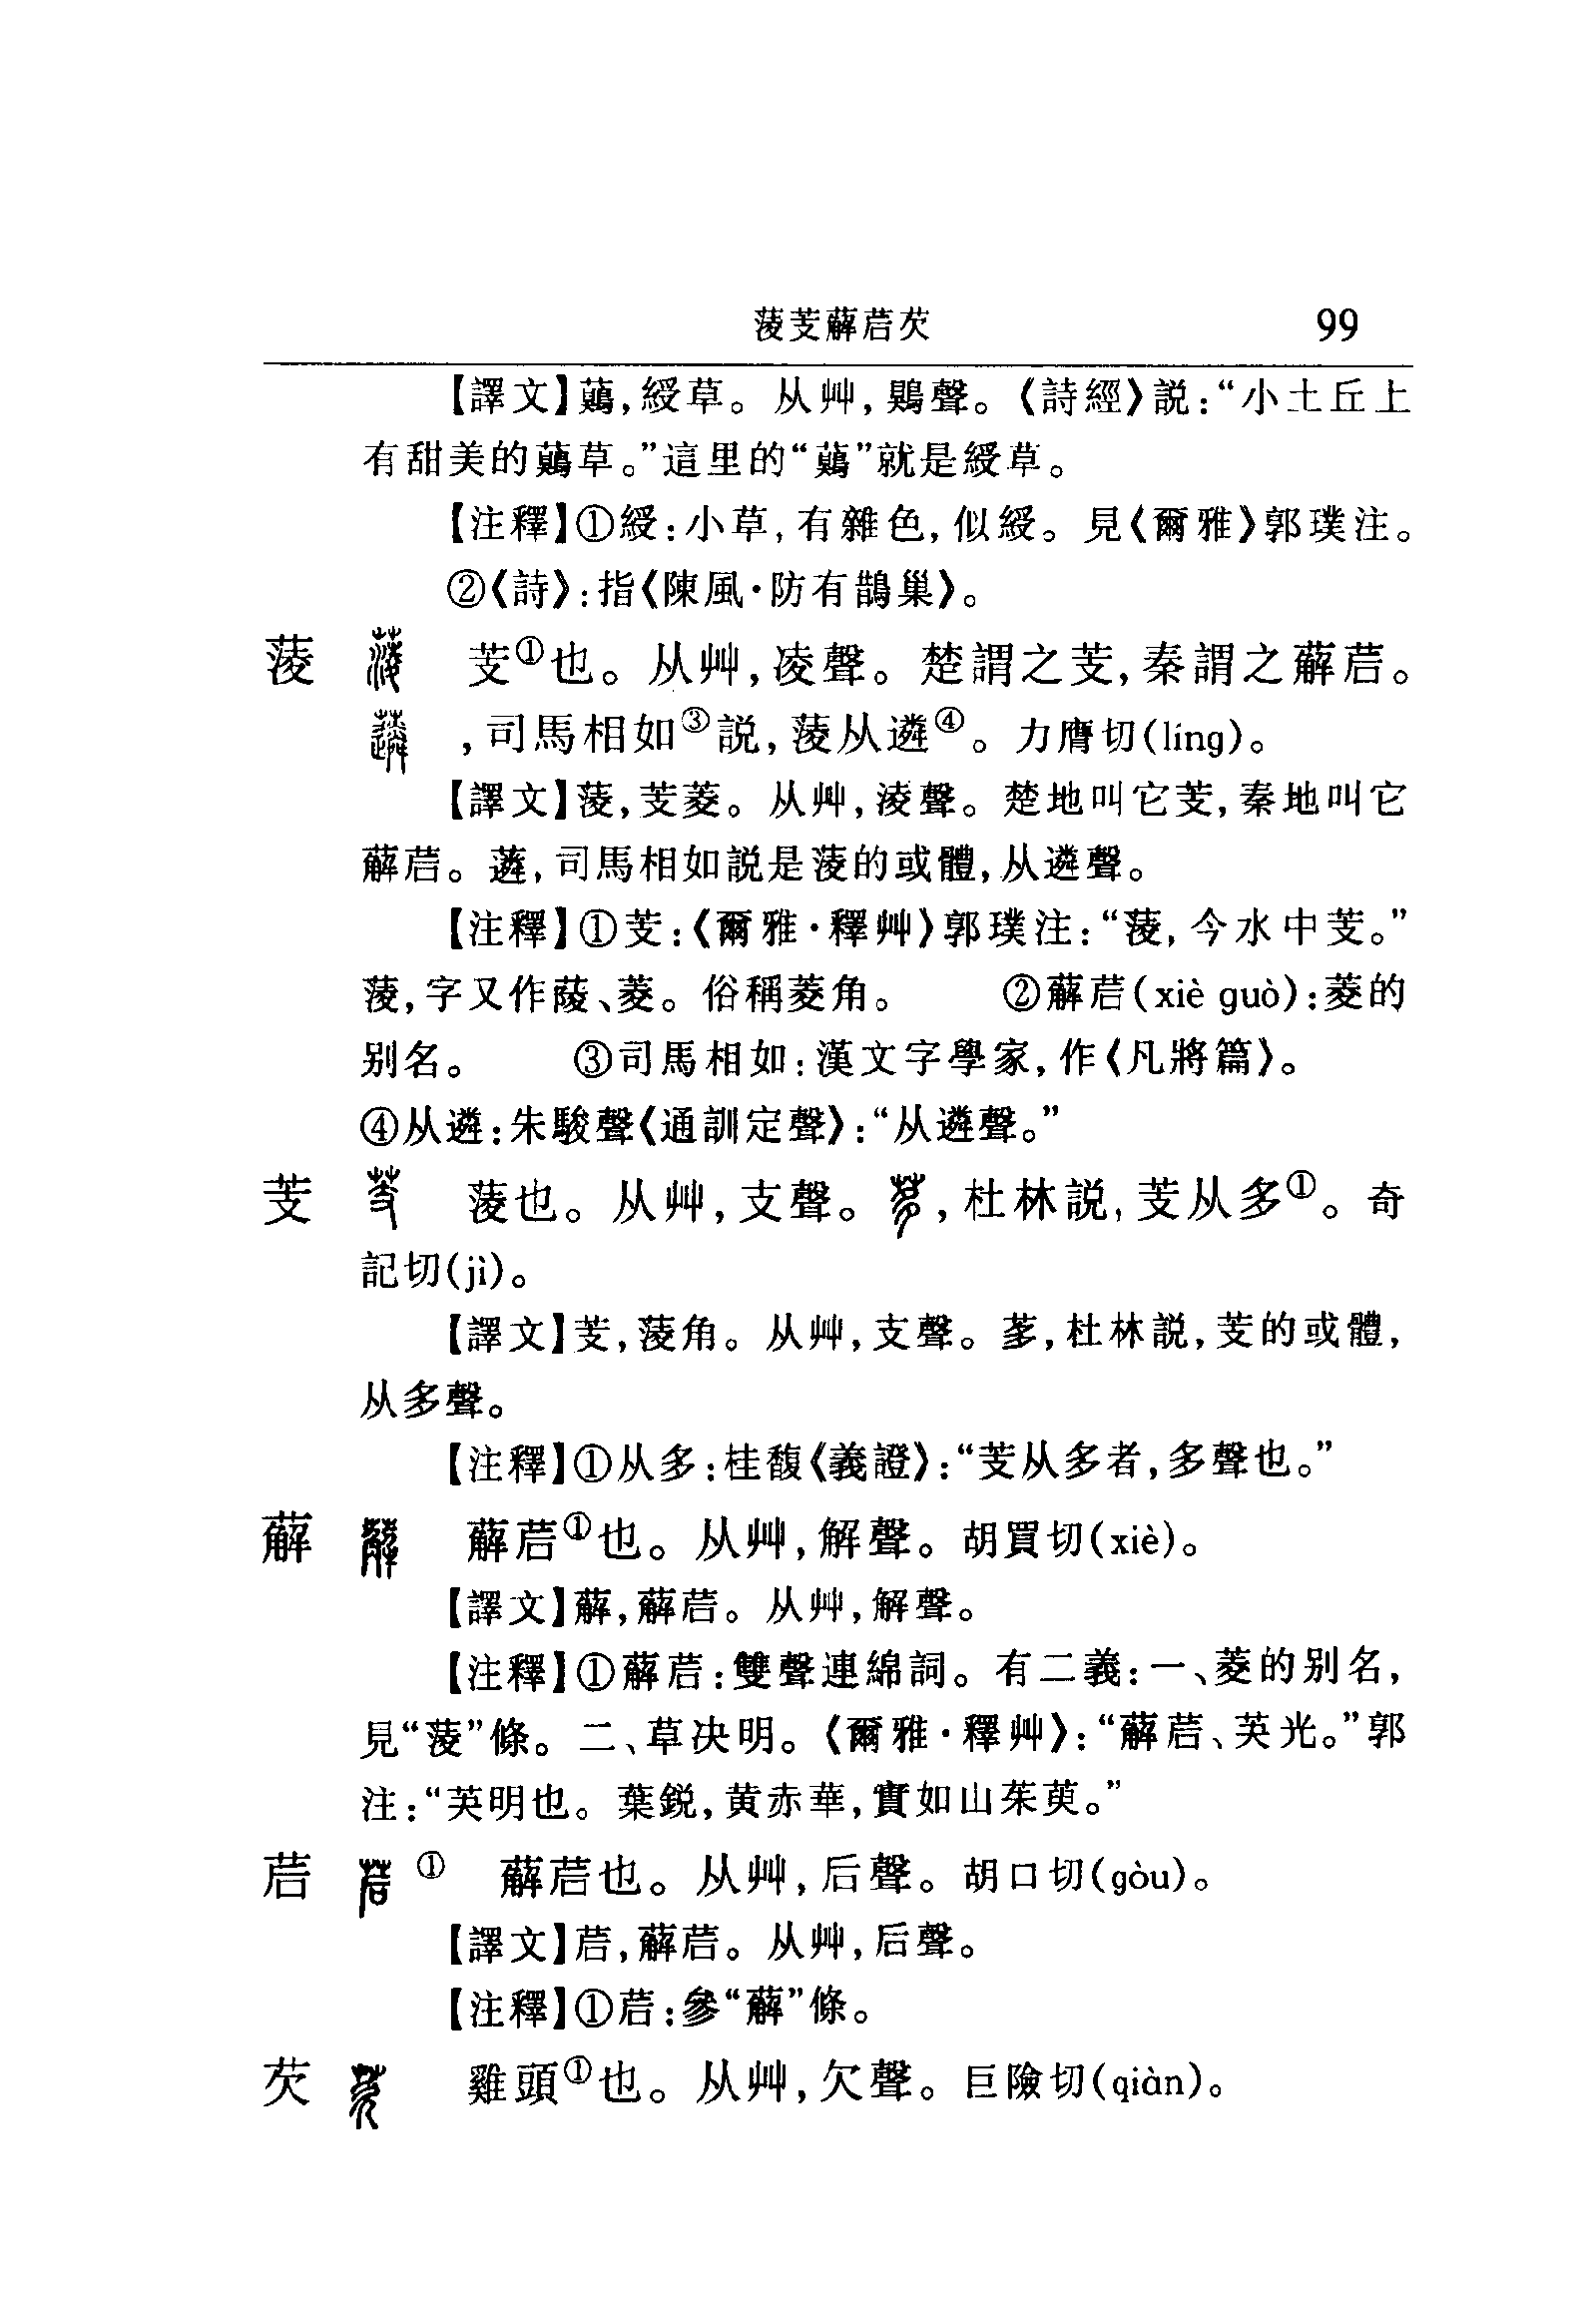 蔆芰薢茩芡 99
【譯文】鷊,綬草。从艸,鶪聲。《詩經》説:“小土丘上
有甜美的鷊草。”這里的“鷊”就是綬草。
【注釋】①綬:小草,有雜色,似綬。見《爾雅》郭璞注。
②《詩》:指《陳風·防有鵲巢》。
蔆 芰①也。从艸,凌聲。楚謂之芰,秦謂之薢茩。
,司馬相如③説,蔆从遴④。力膺切(líng)。
【譯文】蔆,芰菱。从艸,淩聲。楚地叫它芰,秦地叫它
薢茩。蓤,司馬相如説是蔆的或體,从遴聲。
【注釋】①芰:《爾雅·釋艸》郭璞注:“蔆,今水中芰。”
蔆,字又作蓤、菱。俗稱菱角。 ②薢茩(xiè guò):菱的
别名。 ③司馬相如:漢文字學家,作《凡將篇》。
④从遴:朱駿聲《通訓定聲》:“从遴聲。”
芰 蔆也。从艸,支聲。,杜林説,芰从多①。奇
記切(jì)。
【譯文】芰,蔆角。从艸,支聲。茤,杜林説,芰的或體,
从多聲。
【注釋】①从多:桂馥《義證》:“芰从多者,多聲也。”
薢 薢茩①也。从艸,解聲。胡買切(xiè)。
【譯文】薢,薢茩。从艸,解聲。
【注釋】①薢茩:雙聲連綿詞。有二義:一、菱的别名,
見“蔆”條。二、草决明。《爾雅·釋艸》:“薢茩、英光。”郭
注:“英明也。葉鋭,黄赤華,實如山茱萸。”
茩 ① 薢茩也。从艸,后聲。胡口切(gòu)。
【譯文】茩,薢茩。从艸,后聲。
【注釋】①茩:參“薢”條。
芡 雞頭①也。从艸,欠聲。巨險切(qiàn)。